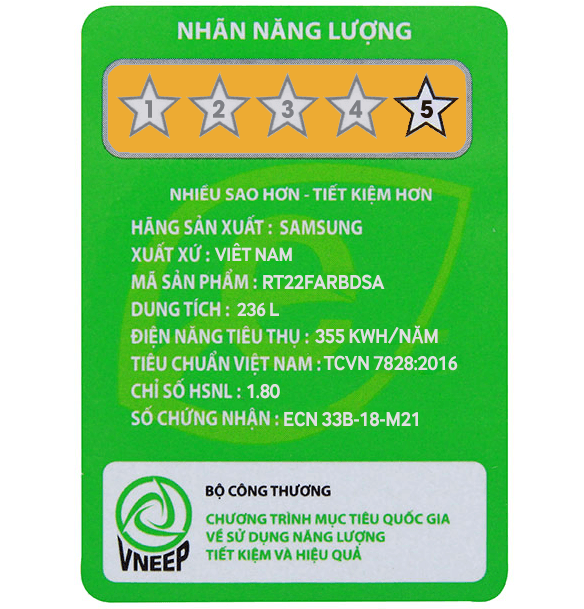 NHÃN NĂNG LƯỢNG
1 2 3 4 5
NHIỀU SAO HƠN - TIẾT KIỆM HƠN
HÃNG SẢN XUẤT : SAMSUNG
XUẤT XỨ : VIỆT NAM
MÃ SẢN PHẨM : RT22FARBDSA
DUNG TÍCH : 236 L
ĐIỆN NĂNG TIÊU THỤ : 355 KWH/NĂM
TIÊU CHUẨN VIỆT NAM : TCVN 7828:2016
CHỈ SỐ HSNL : 1.80
SỐ CHỨNG NHẬN : ECN 33B-18-M21
BỘ CÔNG THƯƠNG
CHƯƠNG TRÌNH MỤC TIÊU QUỐC GIA
VỀ SỬ DỤNG NĂNG LƯỢNG
TIẾT KIỆM VÀ HIỆU QUẢ
VNEEP